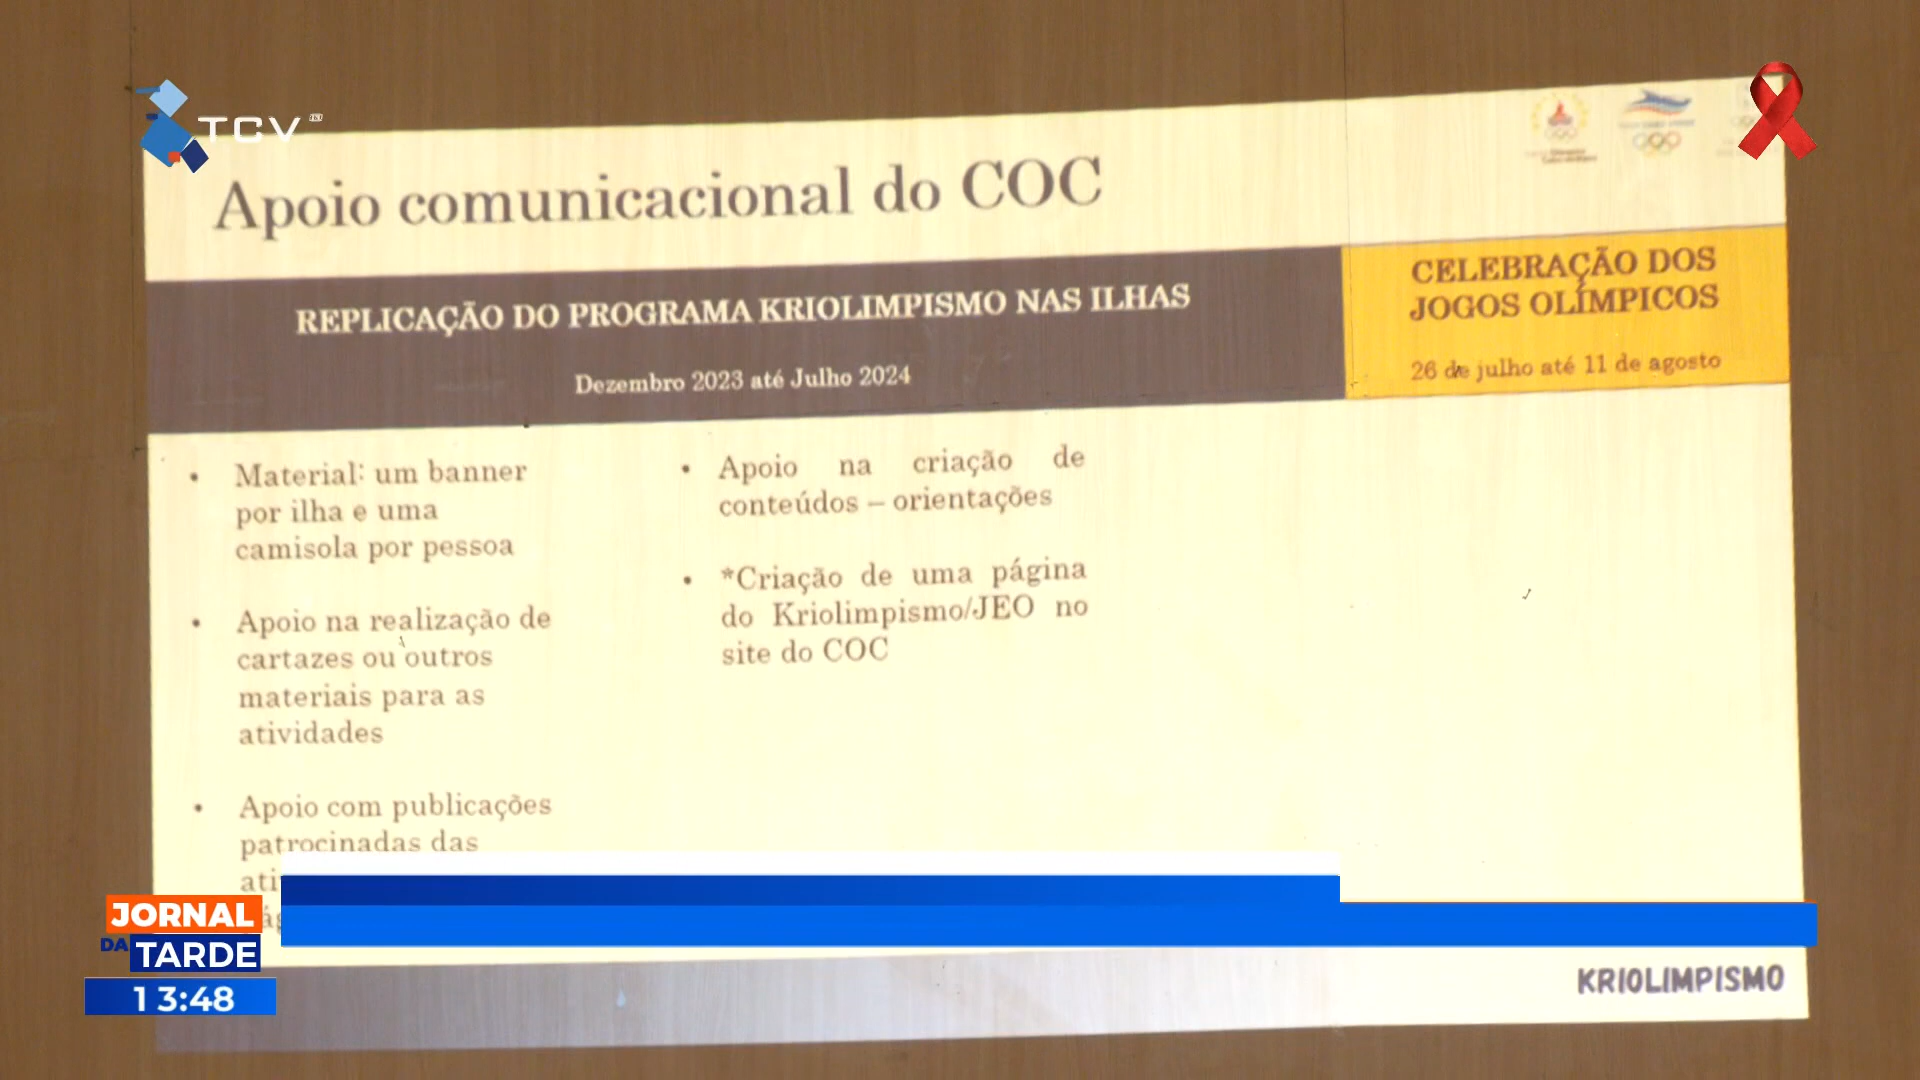 TCV
Apoio comunicacional do COC
REPLICAÇÃO DO PROGRAMA KRIOLIMPISMO NAS ILHAS
Dezembro 2023 até Julho 2024
CELEBRAÇÃO DOS
JOGOS OLÍMPICOS
26 de julho até 11 de agosto
• Material: um banner
por ilha e uma
camisola por pessoa
• Apoio na realização de
cartazes ou outros
materiais para as
atividades
• Apoio com publicações
patrocinadas das
• Apoio na criação de
conteúdos – orientações
• *Criação de uma página
do Kriolimpismo/JEO no
site do COC
KRIOLIMPISMO
JORNAL
DA TARDE
13:48